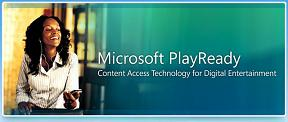 Microsoft PlayReady
Content Access Technology for Digital Entertainment